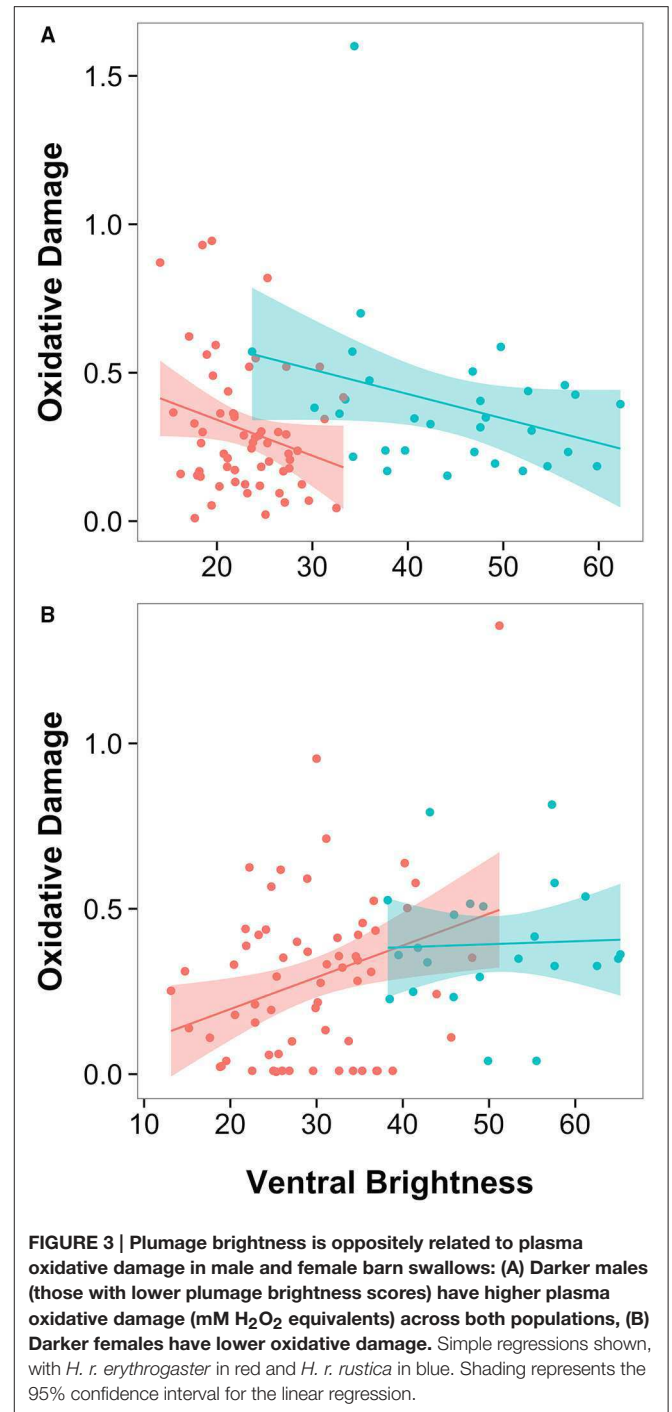 A
Oxidative Damage
1.5
1.0
0.5
0.0
20 30 40 50 60
B
Oxidative Damage
1.0
0.5
0.0
10 20 30 40 50 60
Ventral Brightness
FIGURE 3 | Plumage brightness is oppositely related to plasma
oxidative damage in male and female barn swallows: (A) Darker males
(those with lower plumage brightness scores) have higher plasma
oxidative damage (mM H₂O₂ equivalents) across both populations, (B)
Darker females have lower oxidative damage. Simple regressions shown,
with H. r. erythrogaster in red and H. r. rustica in blue. Shading represents the
95% confidence interval for the linear regression.